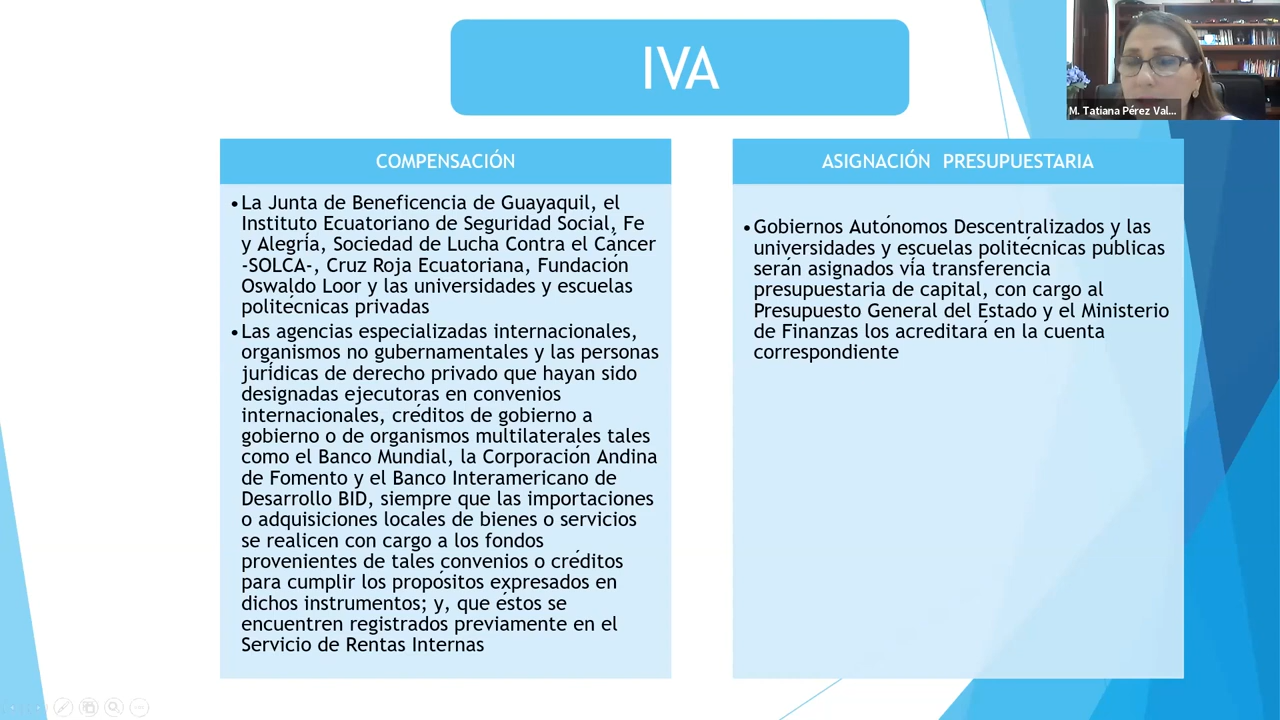 IVA
M. Tatiana Pérez Val...
COMPENSACIÓN
•La Junta de Beneficencia de Guayaquil, el
Instituto Ecuatoriano de Seguridad Social, Fe
y Alegría, Sociedad de Lucha Contra el Cáncer
-SOLCA-, Cruz Roja Ecuatoriana, Fundación
Oswaldo Loor y las universidades y escuelas
politécnicas privadas
•Las agencias especializadas internacionales,
organismos no gubernamentales y las personas
jurídicas de derecho privado que hayan sido
designadas ejecutoras en convenios
internacionales, créditos de gobierno a
gobierno o de organismos multilaterales tales
como el Banco Mundial, la Corporación Andina
de Fomento y el Banco Interamericano de
Desarrollo BID, siempre que las importaciones
o adquisiciones locales de bienes o servicios
se realicen con cargo a los fondos
provenientes de tales convenios o créditos
para cumplir los propósitos expresados en
dichos instrumentos; y, que éstos se
encuentren registrados previamente en el
Servicio de Rentas Internas
ASIGNACIÓN PRESUPUESTARIA
•Gobiernos Autónomos Descentralizados y las
universidades y escuelas politécnicas públicas
serán asignados vía transferencia
presupuestaria de capital, con cargo al
Presupuesto General del Estado y el Ministerio
de Finanzas los acreditará en la cuenta
correspondiente